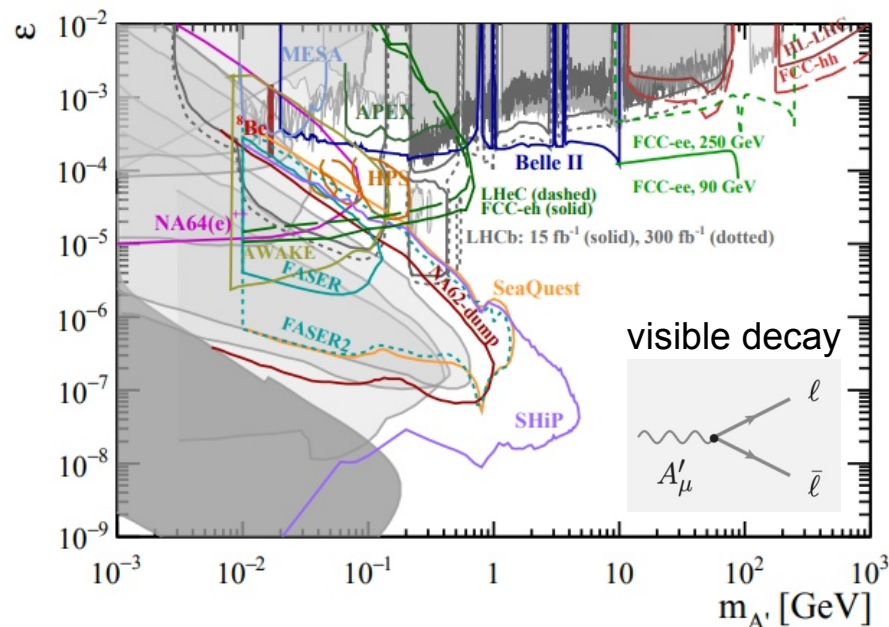 ε
10⁻²
10⁻³
10⁻⁴
10⁻⁵
10⁻⁶
10⁻⁷
10⁻⁸
10⁻⁹
MESA
APEX
⁸Be
HPS
Belle II
HL-LHC
FCC-hh
FCC-ee, 250 GeV
FCC-ee, 90 GeV
LHeC (dashed)
FCC-eh (solid)
LHCb: 15 fb⁻¹ (solid), 300 fb⁻¹ (dotted)
NA64(e)⁺⁺
AWAKE
FASER
FASER2
NA62-dump
SeaQuest
SHiP
visible decay
ℓ
A′μ
ℓ̄
10⁻³ 10⁻² 10⁻¹ 1 10 10² 10³
mA' [GeV]